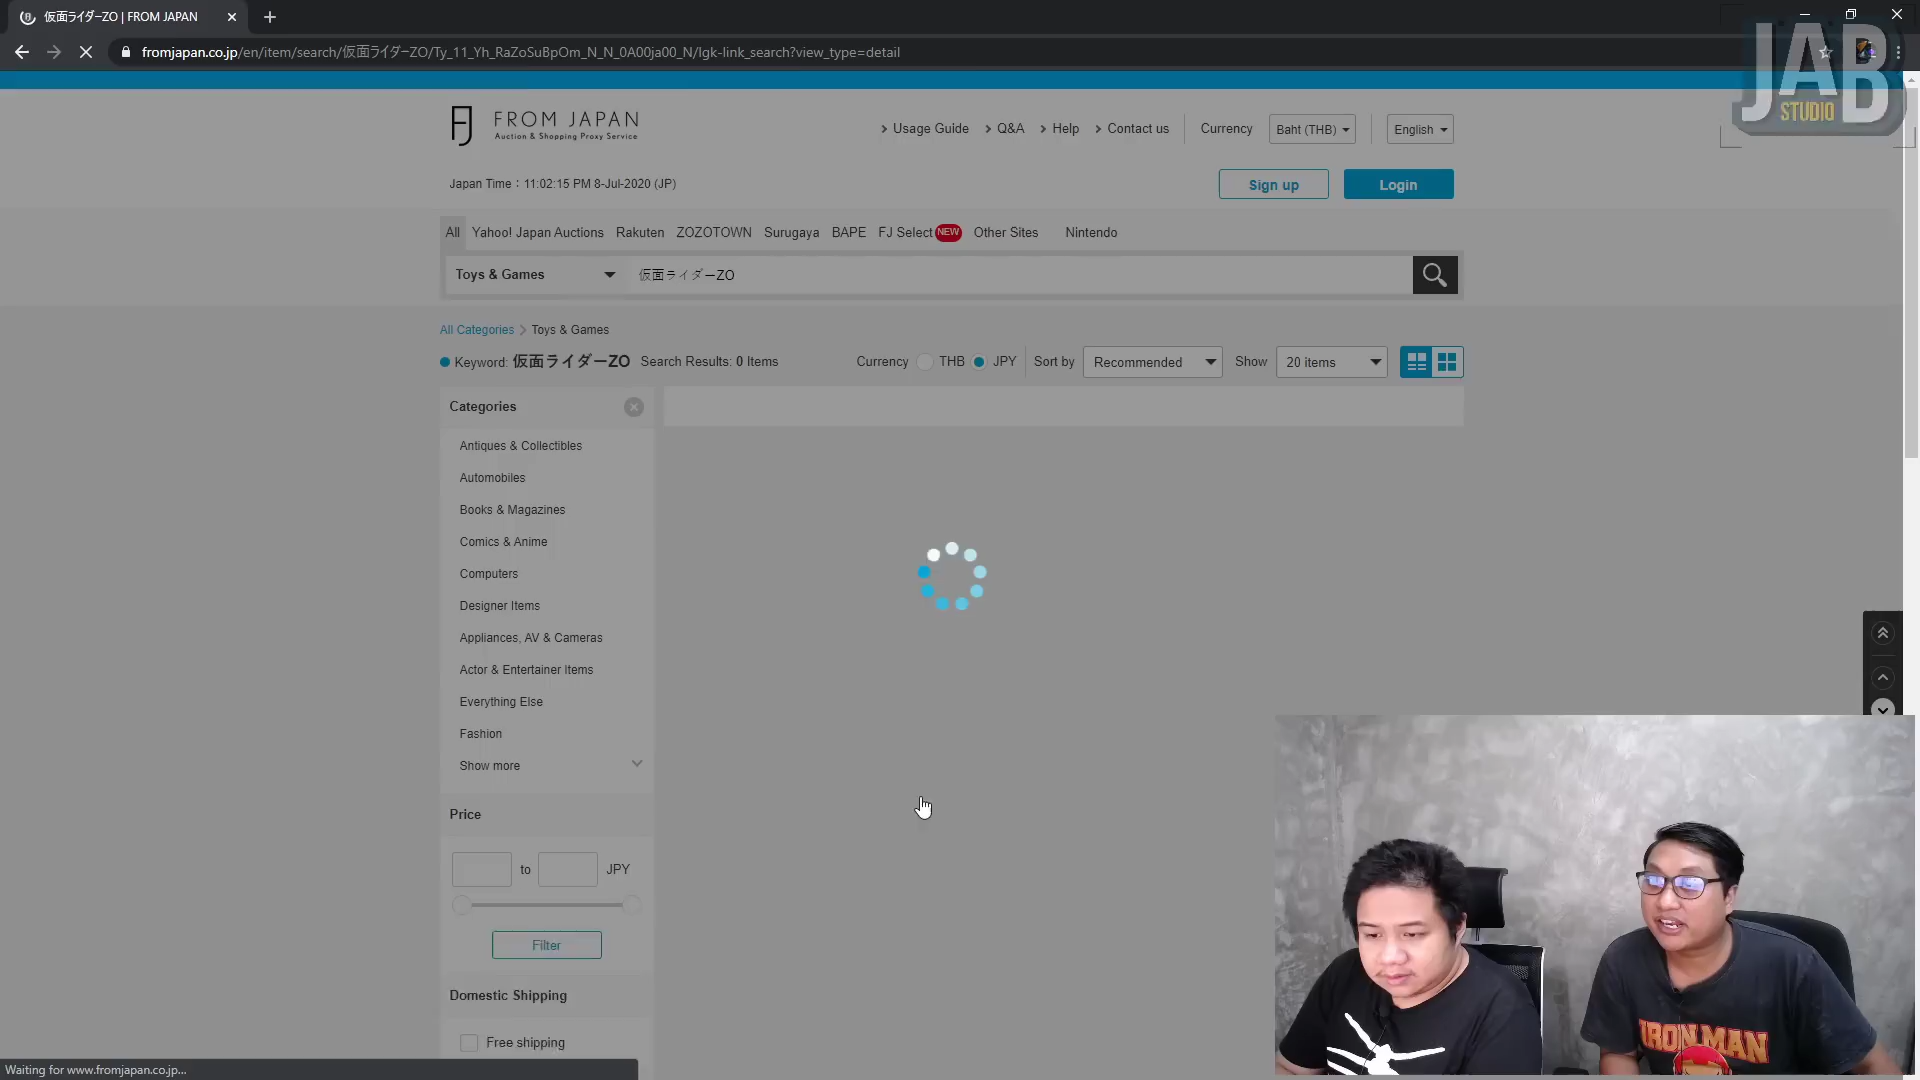 仮面ライダーZO | FROM JAPAN
fromjapan.co.jp/en/item/search/仮面ライダーZO/Ty_11_Yh_RaZoSuBpOm_N_N_0A00ja00_N/lgk-link_search?view_type=detail
JAB
STUDIO
FJ FROM JAPAN
Auction & Shopping Proxy Service
Usage Guide Q&A Help Contact us Currency Baht (THB) English
Japan Time : 11:02:15 PM 8-Jul-2020 (JP)
Sign up Login
All Yahoo! Japan Auctions Rakuten ZOZOTOWN Surugaya BAPE FJ Select NEW Other Sites Nintendo
Toys & Games 仮面ライダーZO
All Categories > Toys & Games
Keyword: 仮面ライダーZO Search Results: 0 Items Currency THB JPY Sort by Recommended Show 20 items
Categories
Antiques & Collectibles
Automobiles
Books & Magazines
Comics & Anime
Computers
Designer Items
Appliances, AV & Cameras
Actor & Entertainer Items
Everything Else
Fashion
Show more
Price
to JPY
Filter
Domestic Shipping
Free shipping
IRON MAN
Waiting for www.fromjapan.co.jp...